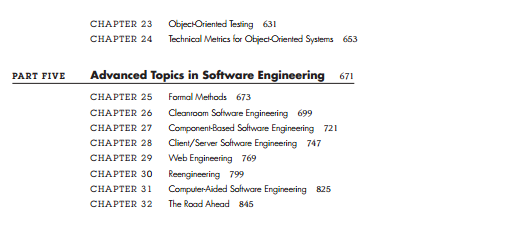 CHAPTER 23 Object-Oriented Testing 631
CHAPTER 24 Technical Metrics for Object-Oriented Systems 653
PART FIVE Advanced Topics in Software Engineering 671
CHAPTER 25 Formal Methods 673
CHAPTER 26 Cleanroom Software Engineering 699
CHAPTER 27 Component-Based Software Engineering 721
CHAPTER 28 Client/Server Software Engineering 747
CHAPTER 29 Web Engineering 769
CHAPTER 30 Reengineering 799
CHAPTER 31 Computer-Aided Software Engineering 825
CHAPTER 32 The Road Ahead 845